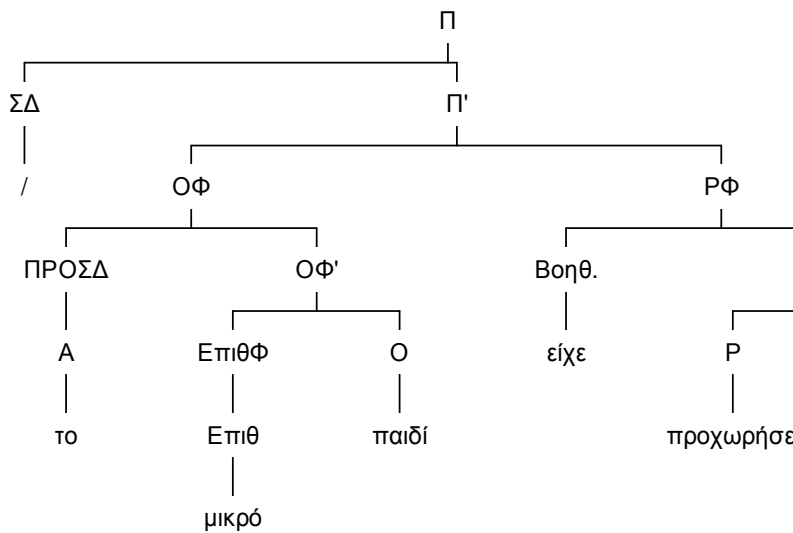 Π
ΣΔ Π'
/ ΟΦ ΡΦ
ΠΡΟΣΔ ΟΦ' Βοηθ.
Α ΕπιθΦ Ο είχε Ρ
το Επιθ παιδί προχωρήσε
μικρό